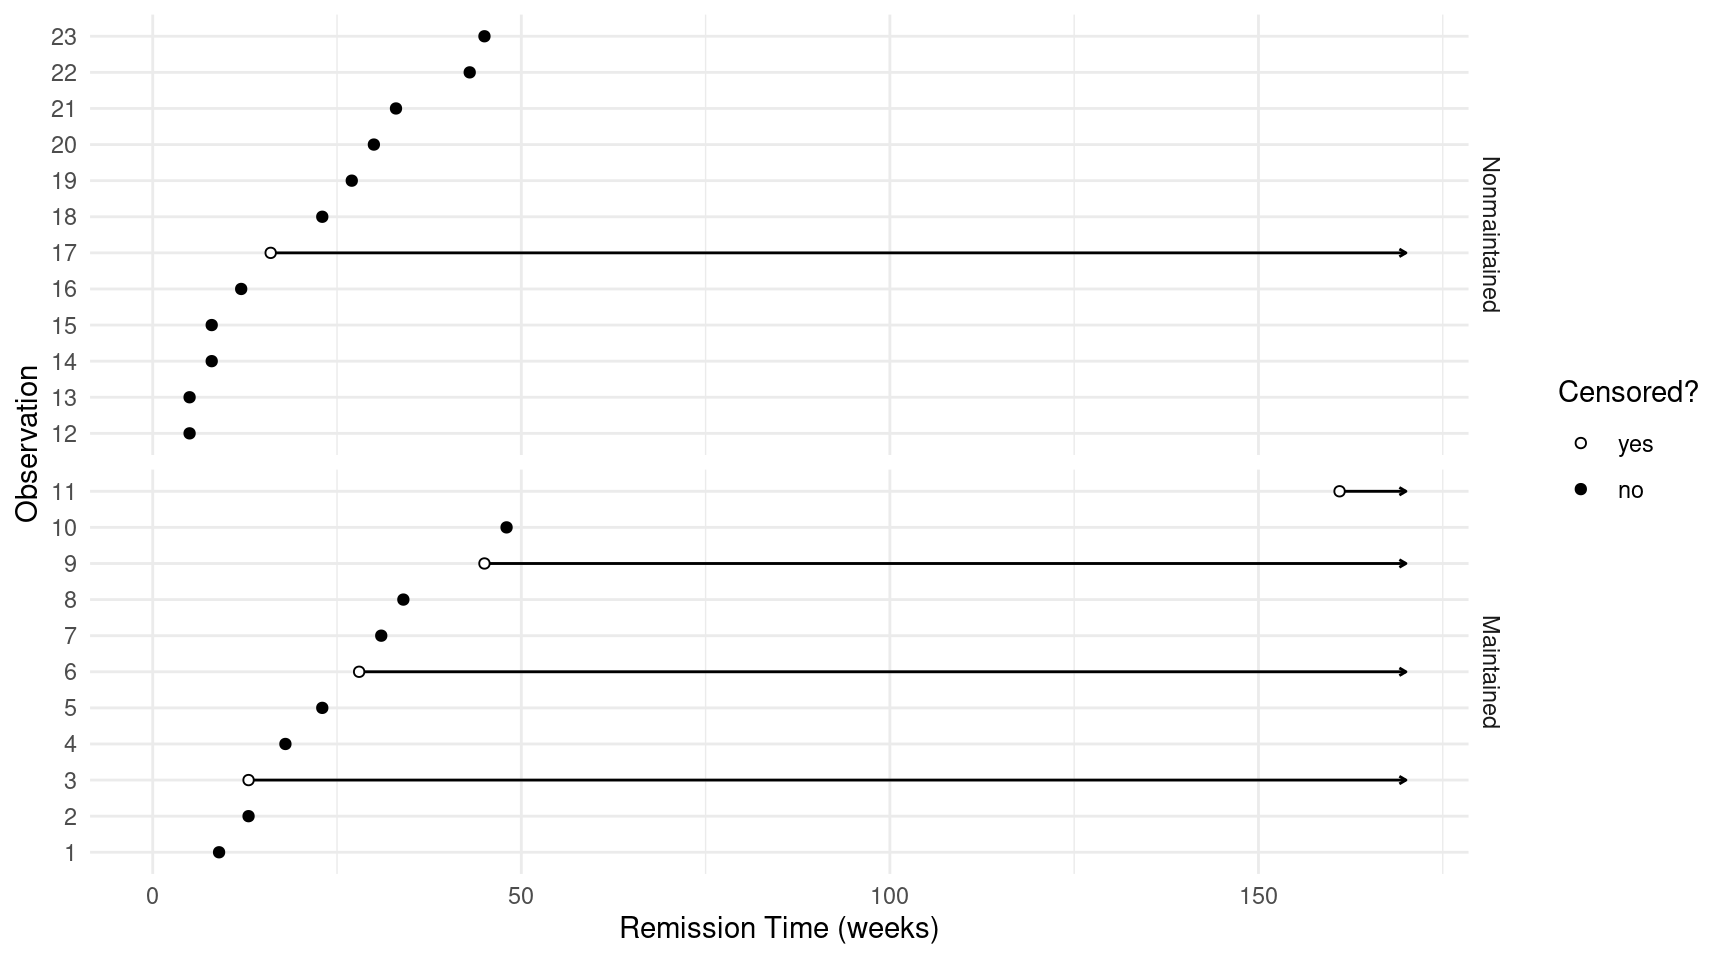 23
22
21
20
19
18
17
16
15
14
13
12
Nonmaintained
11
10
9
8
7
6
5
4
3
2
1
Maintained
Observation
0 50 100 150
Remission Time (weeks)
Censored?
yes
no